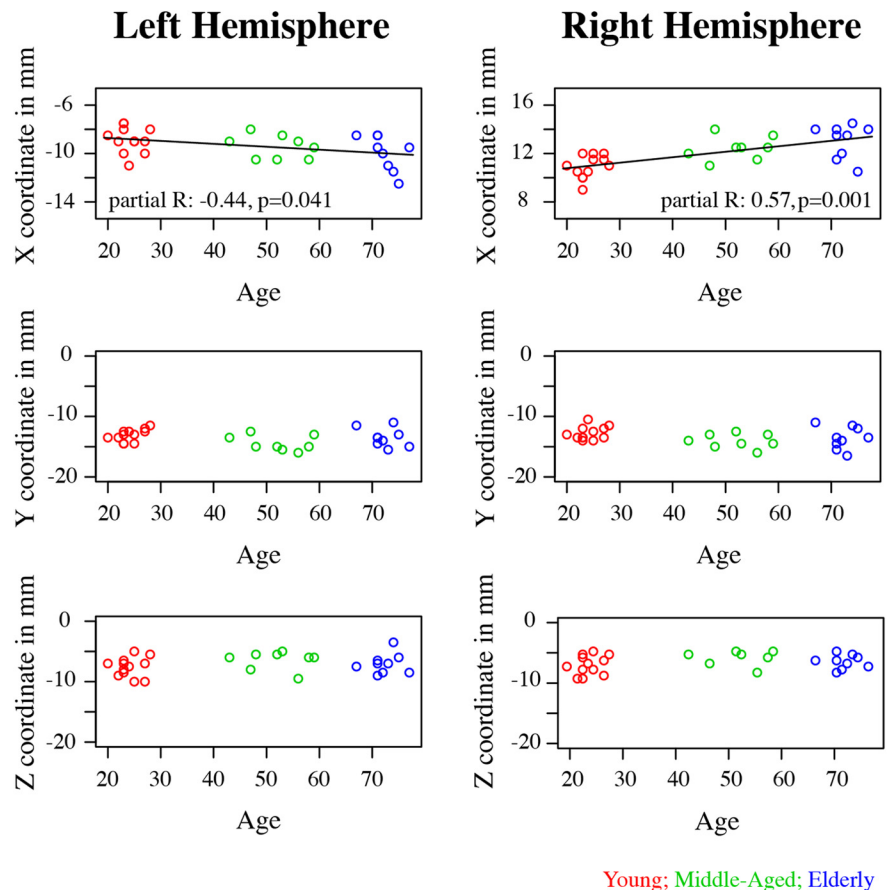 Left Hemisphere
Right Hemisphere
X coordinate in mm
-6
-10
-14
partial R: -0.44, p=0.041
20 30 40 50 60 70
Age
X coordinate in mm
16
12
8
partial R: 0.57, p=0.001
20 30 40 50 60 70
Age
Y coordinate in mm
0
-10
-20
20 30 40 50 60 70
Age
Y coordinate in mm
0
-10
-20
20 30 40 50 60 70
Age
Z coordinate in mm
0
-10
-20
20 30 40 50 60 70
Age
Z coordinate in mm
0
-10
-20
20 30 40 50 60 70
Age
Young; Middle-Aged; Elderly